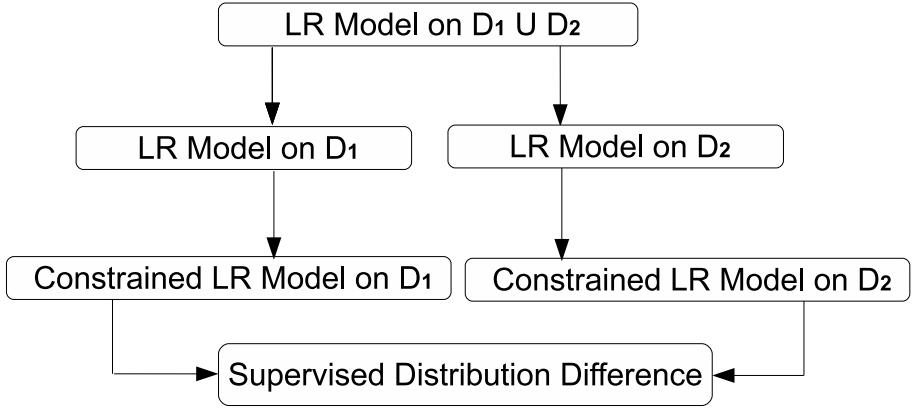 LR Model on D1 U D2
LR Model on D1
LR Model on D2
Constrained LR Model on D1
Constrained LR Model on D2
Supervised Distribution Difference